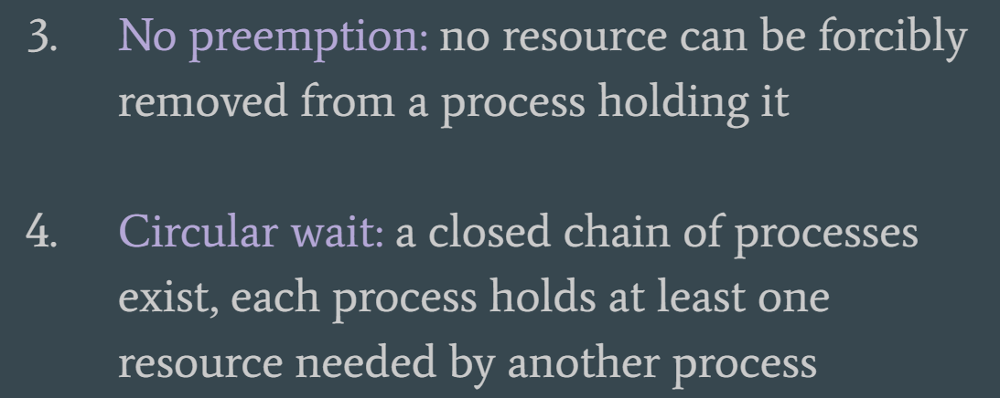 3. No preemption: no resource can be forcibly
removed from a process holding it
4. Circular wait: a closed chain of processes
exist, each process holds at least one
resource needed by another process